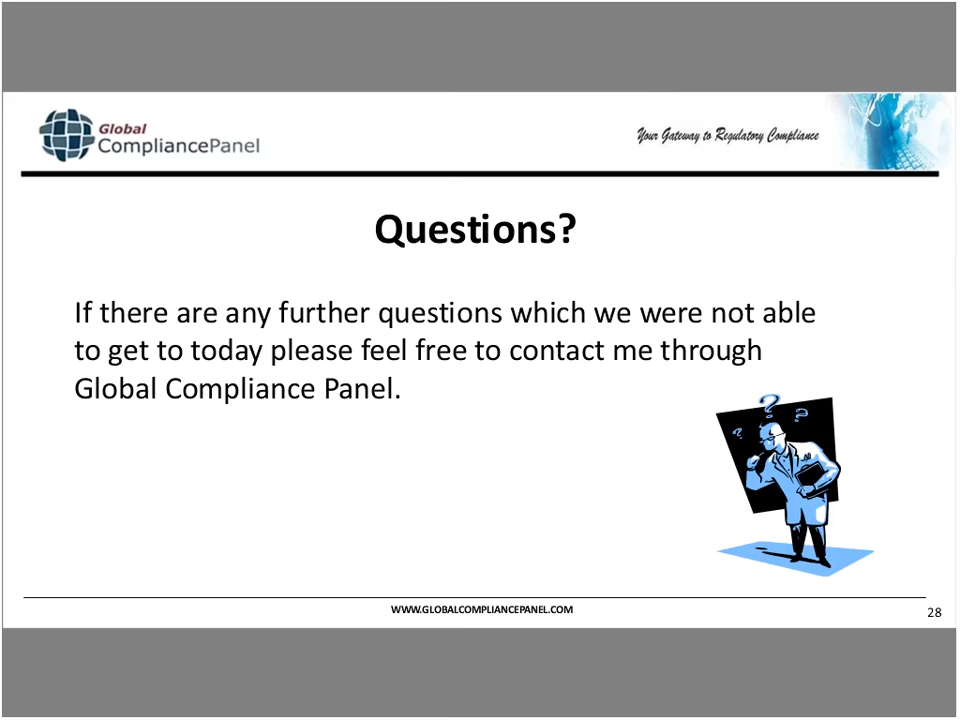 Global
CompliancePanel
Your Gateway to Regulatory Compliance
Questions?
If there are any further questions which we were not able
to get to today please feel free to contact me through
Global Compliance Panel.
? ? ?
WWW.GLOBALCOMPLIANCEPANEL.COM
28